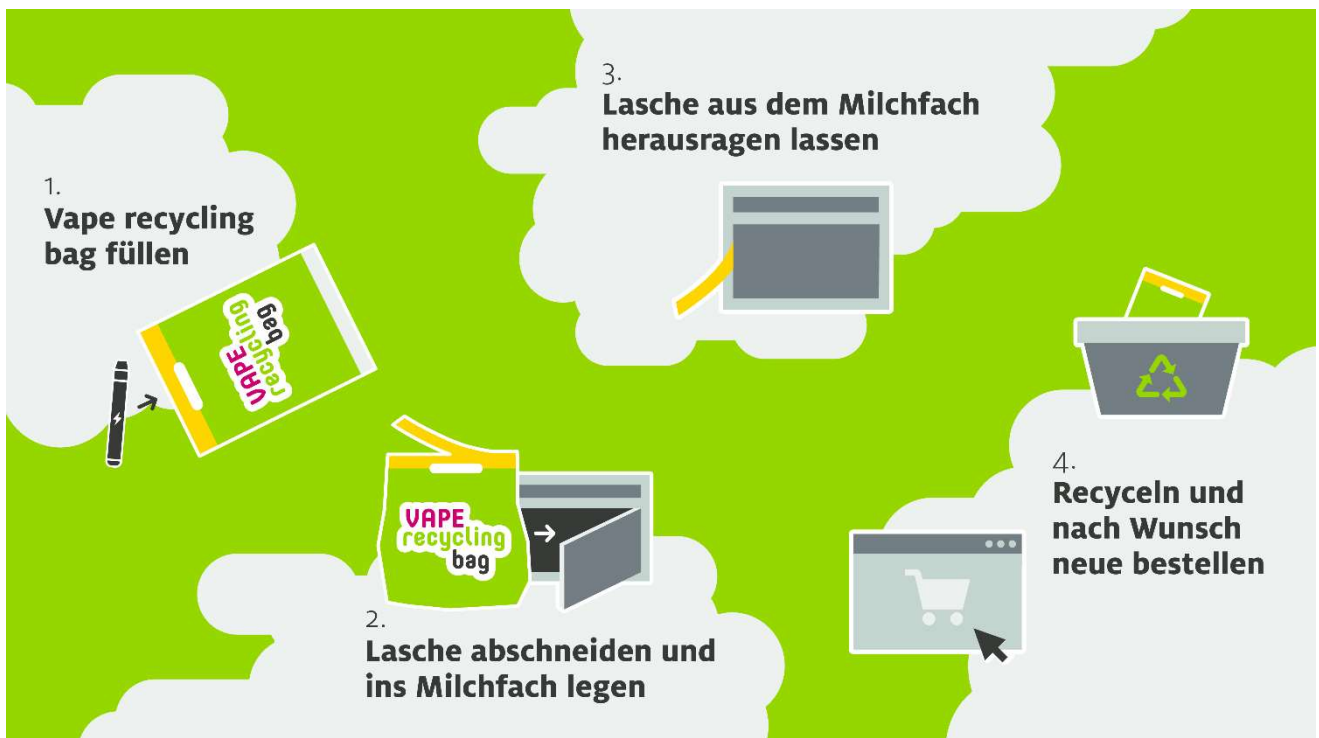 1.
Vape recycling
bag füllen
VAPE
recycling
bag
VAPE
recycling
bag
2.
Lasche abschneiden und
ins Milchfach legen
3.
Lasche aus dem Milchfach
herausragen lassen
4.
Recyceln und
nach Wunsch
neue bestellen